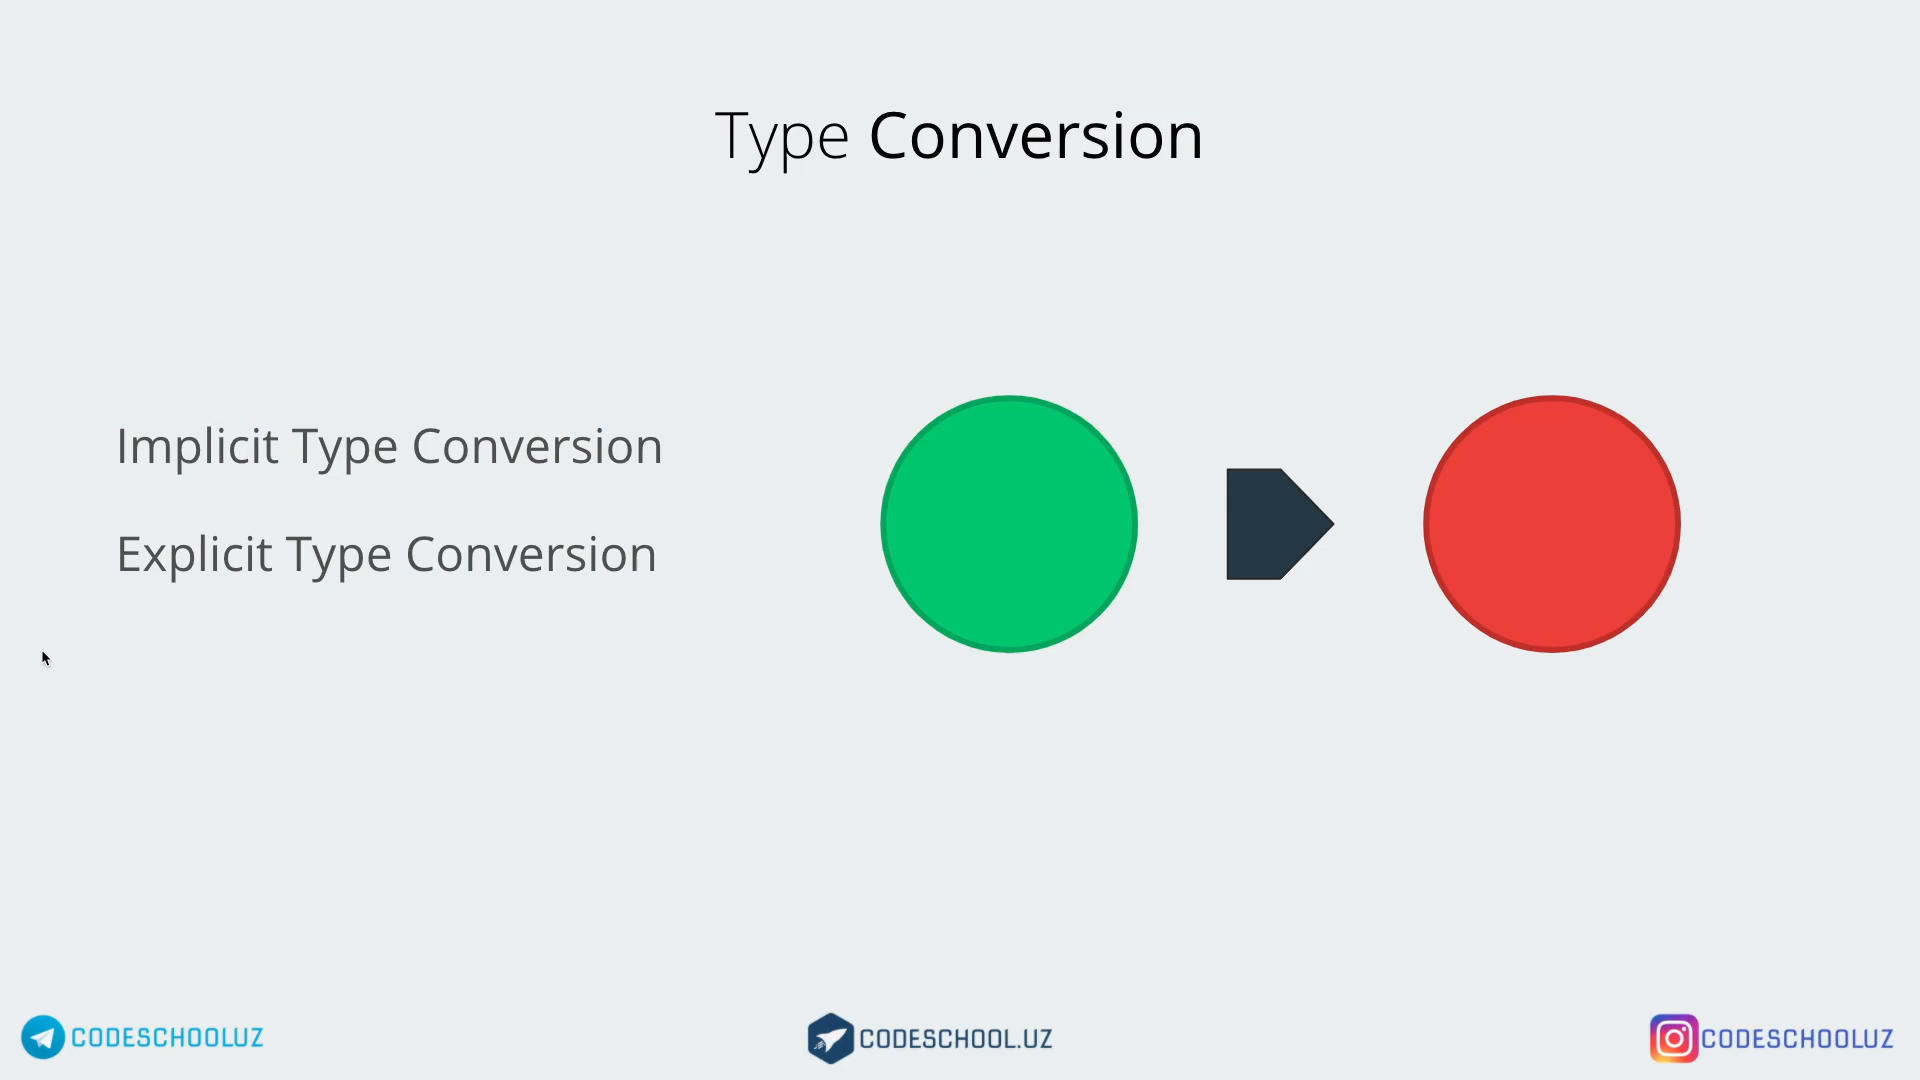 Type Conversion
Implicit Type Conversion
Explicit Type Conversion
CODESCHOOLUZ
CODESCHOOL.UZ
CODESCHOOLUZ